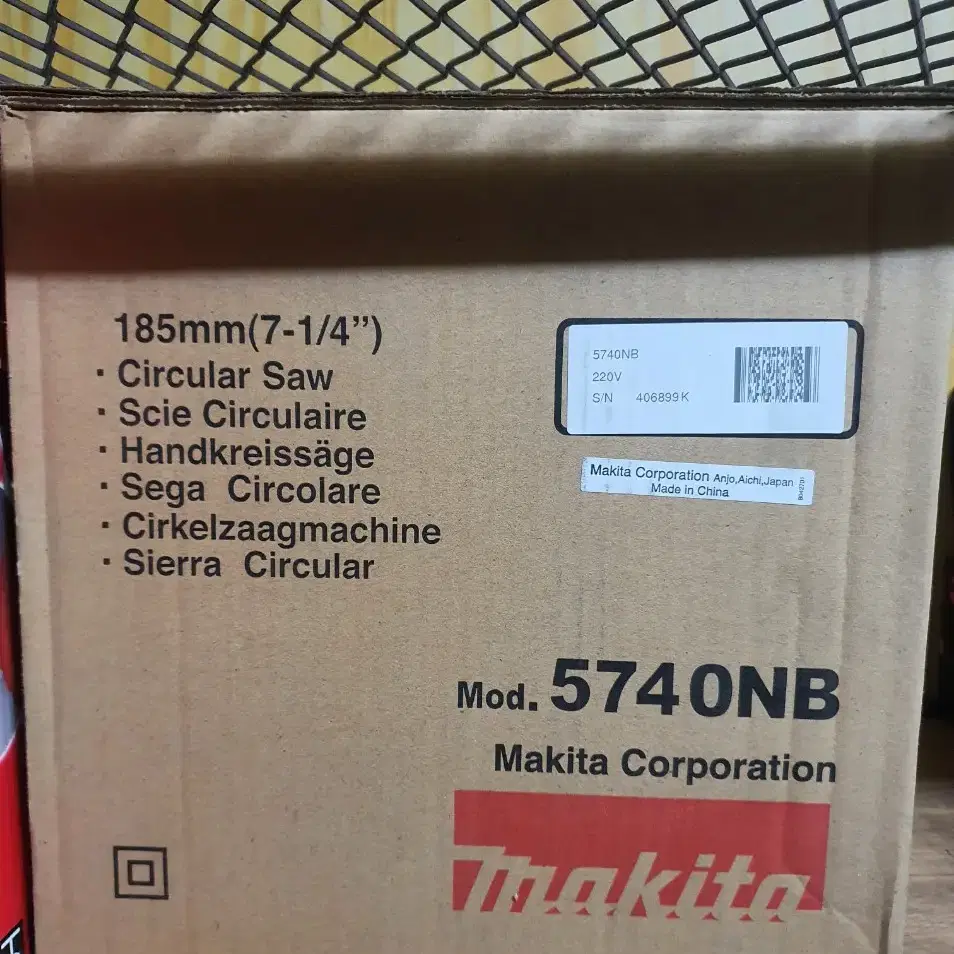 185mm(7-1/4”)
· Circular Saw
· Scie Circulaire
· Handkreissäge
· Sega Circolare
· Cirkelzaagmachine
· Sierra Circular
5740NB
220V
S/N 406899K
Makita Corporation Anjo,Aichi,Japan
Made in China
Mod. 5740NB
Makita Corporation
makita